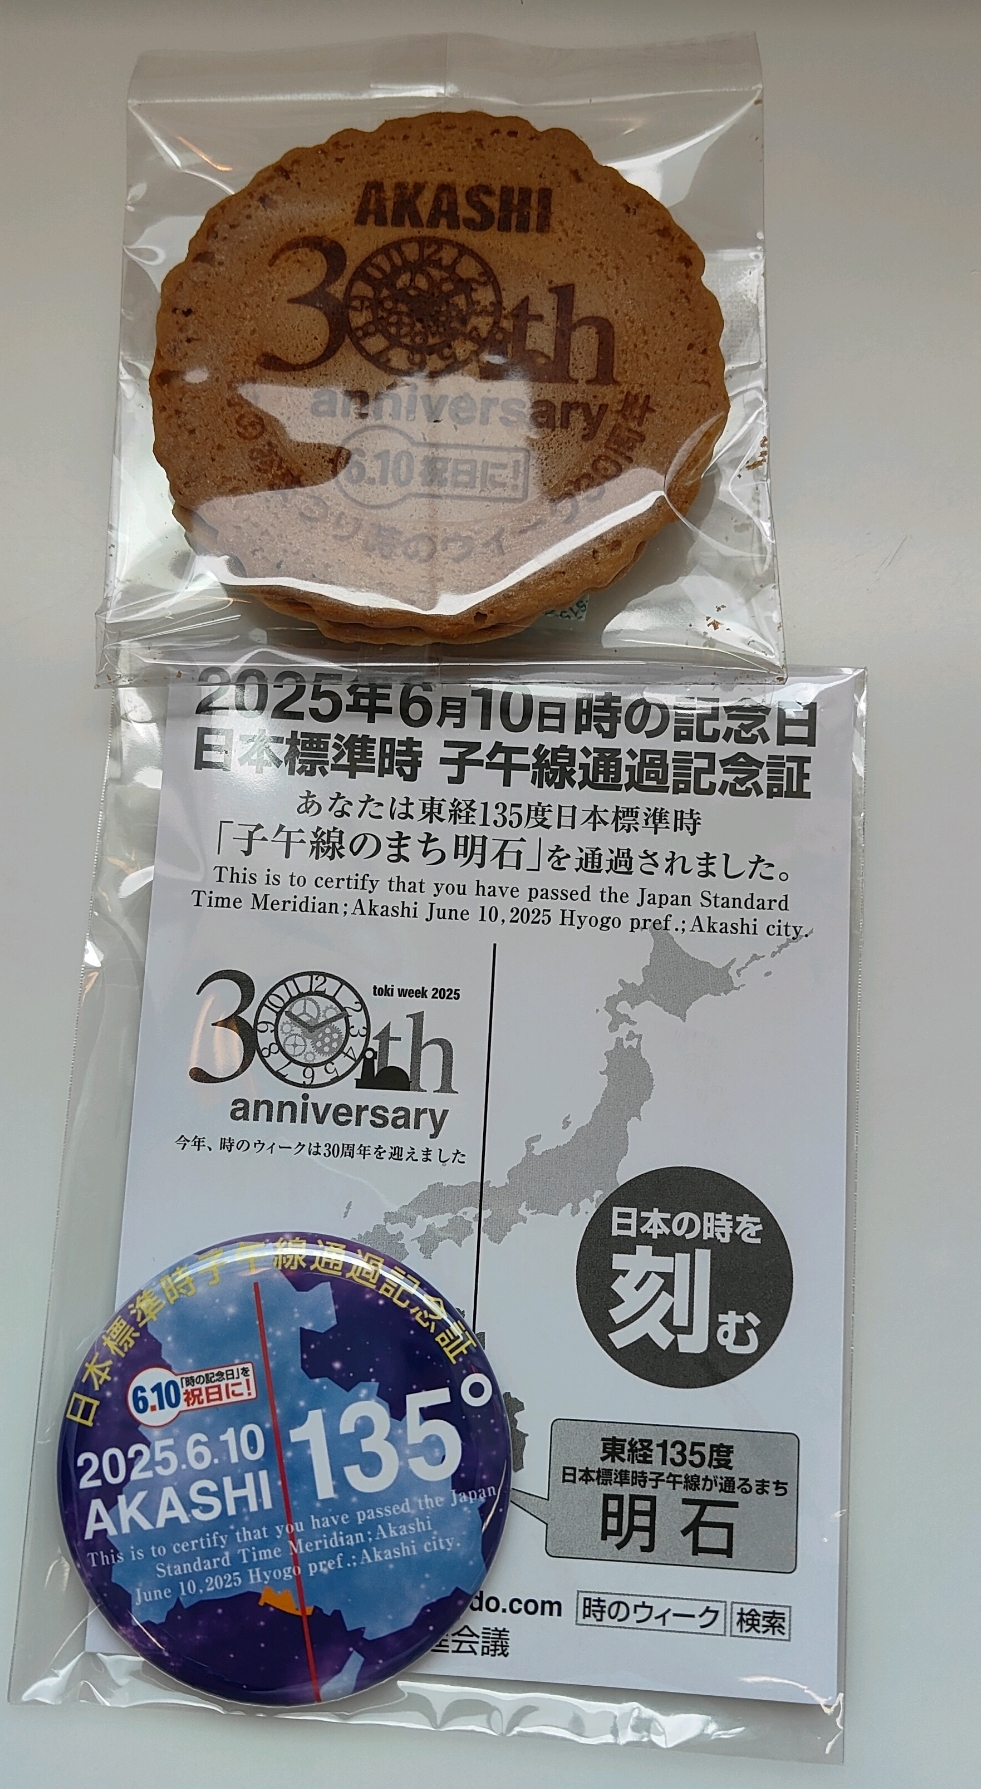 AKASHI
30th
anniversary
6.10 祝日に!
時のウィーク30周年
2025年6月10日 時の記念日
日本標準時 子午線通過記念証
あなたは東経135度日本標準時
「子午線のまち明石」を通過されました。
This is to certify that you have passed the Japan Standard
Time Meridian;Akashi June 10,2025 Hyogo pref.;Akashi city.
toki week 2025
30th
anniversary
今年、時のウィークは30周年を迎えました
日本の時を
刻む
東経135度
日本標準時子午線が通るまち
明石
do.com 時のウィーク 検索
会議
日本標準時子午線通過記念証
6.10 「時の記念日」を
祝日に!
2025.6.10
AKASHI 135°
This is to certify that you have passed the Japan
Standard Time Meridian;Akashi
June 10,2025 Hyogo pref.;Akashi city.